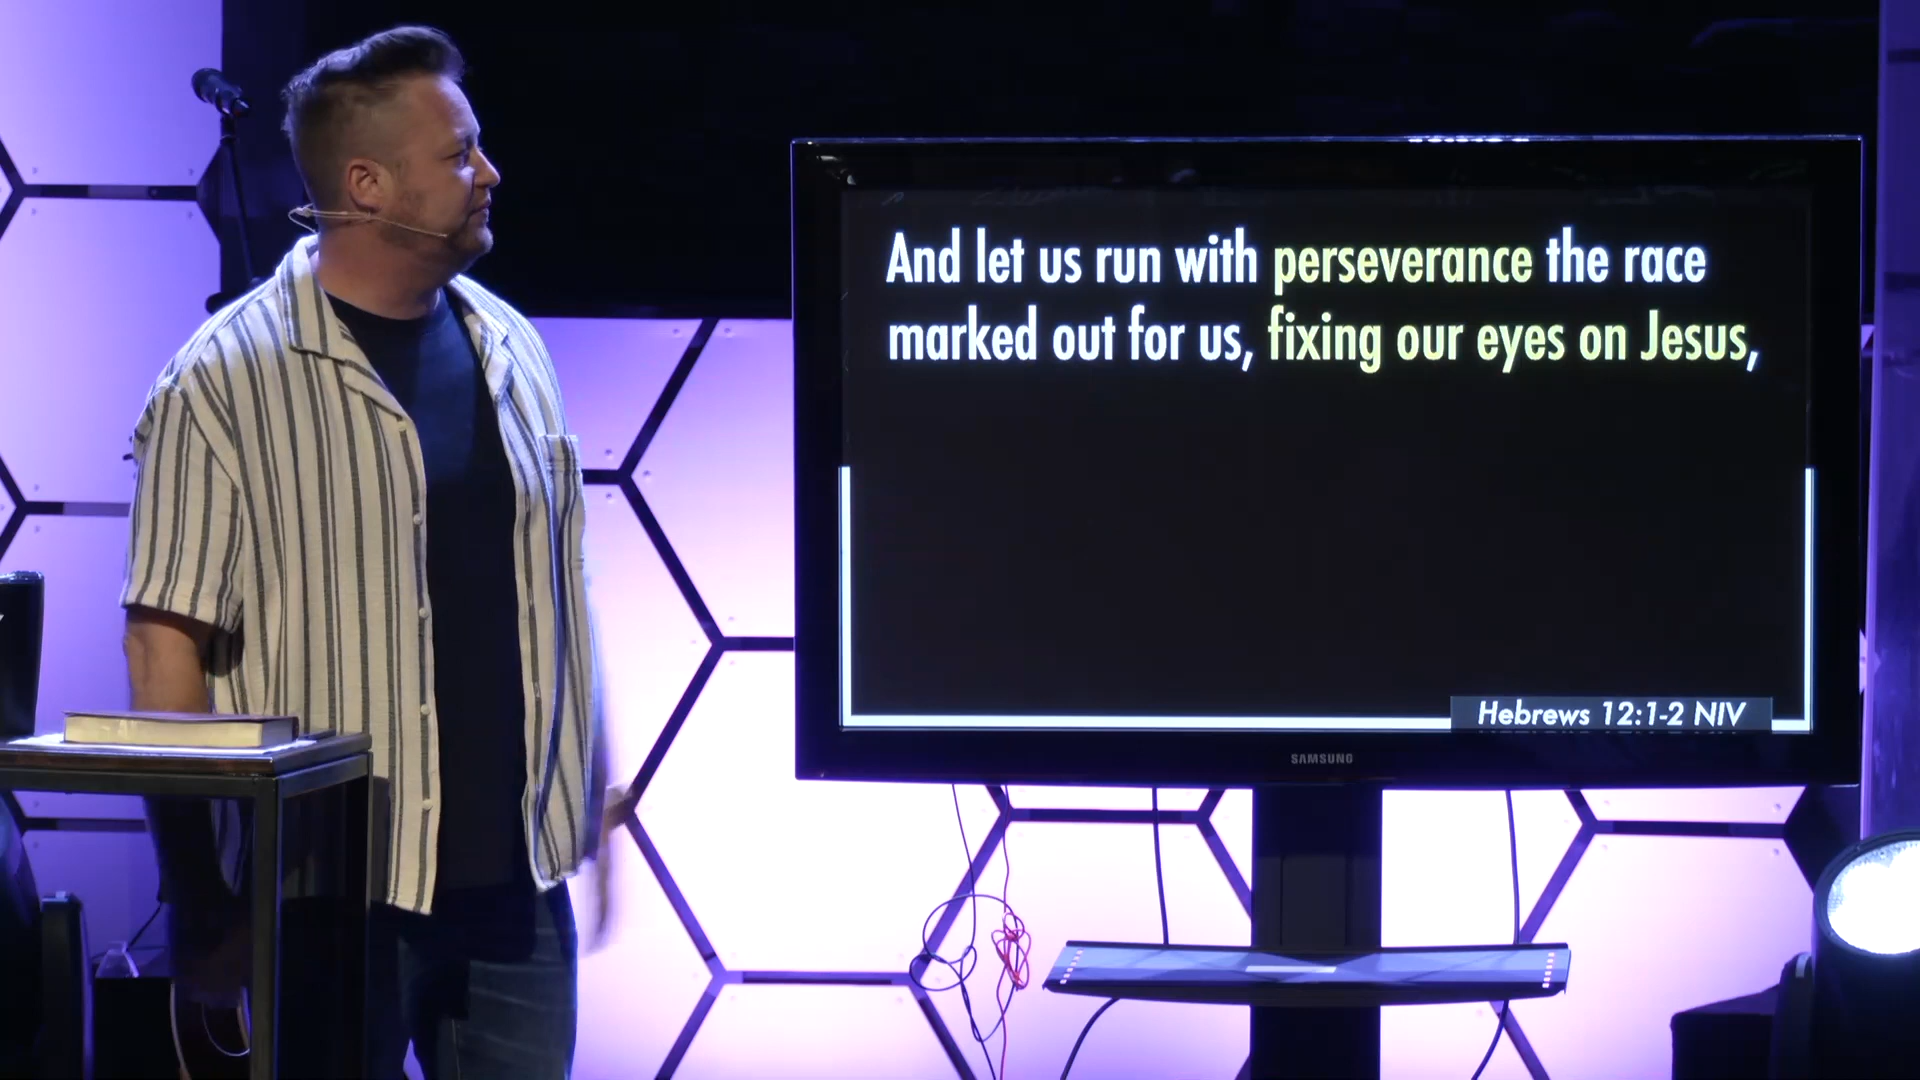 And let us run with perseverance the race
marked out for us, fixing our eyes on Jesus,
Hebrews 12:1-2 NIV
SAMSUNG